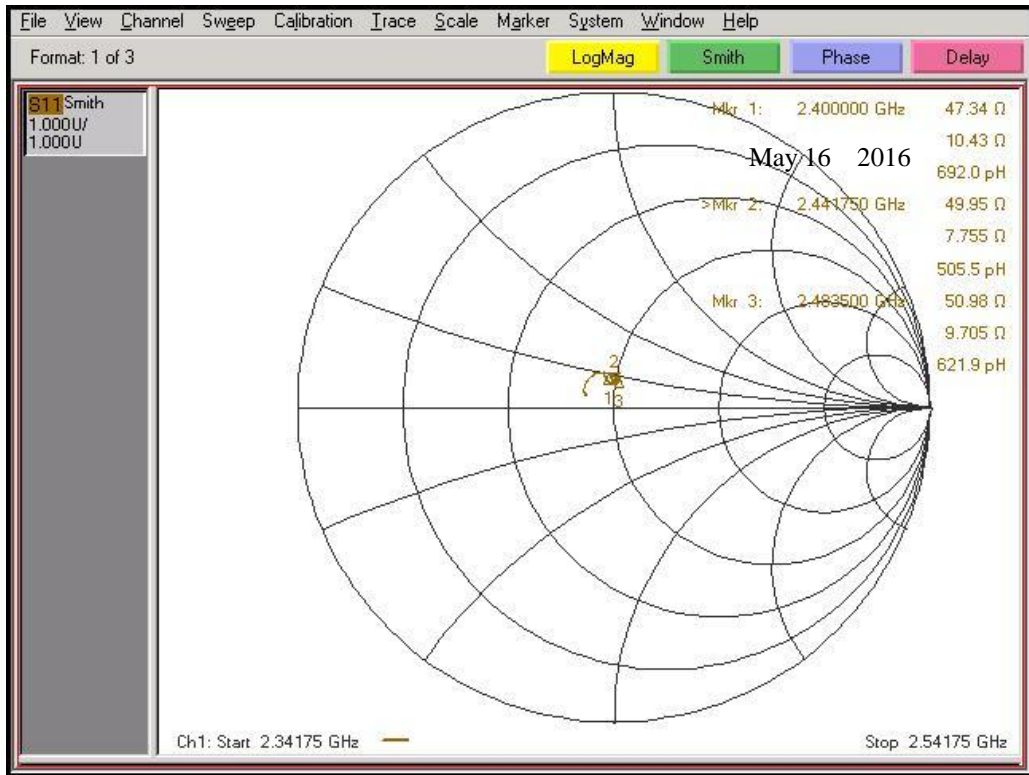 File View Channel Sweep Calibration Trace Scale Marker System Window Help
Format: 1 of 3 LogMag Smith Phase Delay
S11 Smith
1.000U/
1.000U
Mkr 1: 2.400000 GHz 47.34 Ω
10.43 Ω
May 16 2016
692.0 pH
>Mkr 2: 2.441750 GHz 49.95 Ω
7.755 Ω
505.5 pH
Mkr 3: 2.483500 GHz 50.98 Ω
9.705 Ω
621.9 pH
2
1 3
Ch1: Start 2.34175 GHz Stop 2.54175 GHz